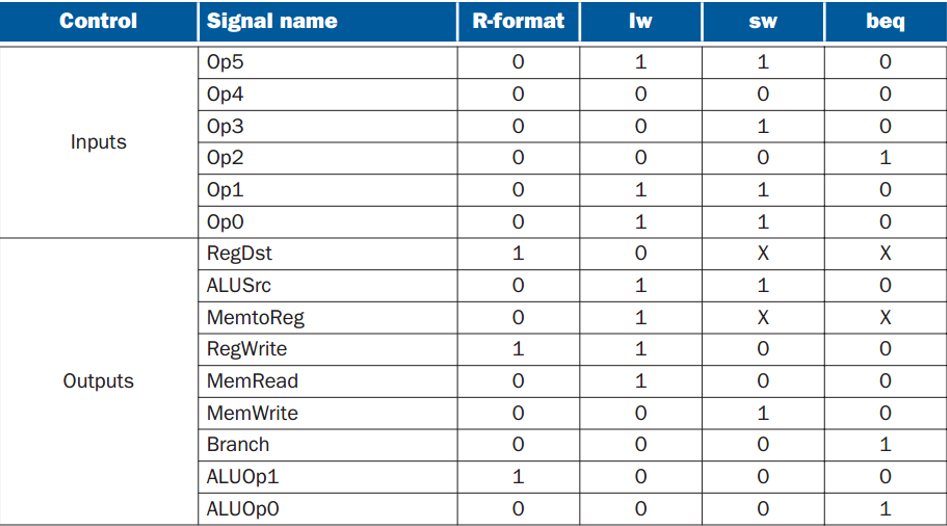 Control Signal name R-format lw sw beq
Op5 0 1 1 0
Op4 0 0 0 0
Op3 0 0 1 0
Inputs
Op2 0 0 0 1
Op1 0 1 1 0
Op0 0 1 1 0
RegDst 1 0 X X
ALUSrc 0 1 1 0
MemtoReg 0 1 X X
RegWrite 1 1 0 0
Outputs MemRead 0 1 0 0
MemWrite 0 0 1 0
Branch 0 0 0 1
ALUOp1 1 0 0 0
ALUOp0 0 0 0 1